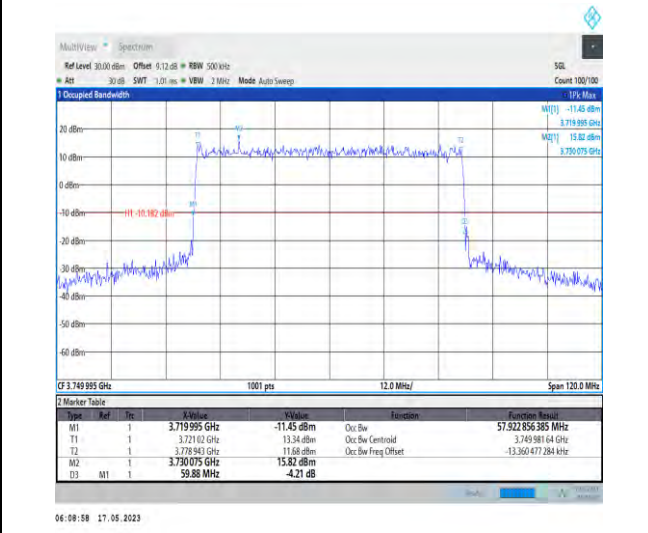 MultiView Spectrum
Ref Level 30.00 dBm Offset 9.12 dB RBW 500 kHz SGL
Att 30 dB SWT 1.01 ms VBW 2 MHz Mode Auto Sweep Count 100/100
1 Occupied Bandwidth 1Pk Max
M1[1] -11.45 dBm
3.719 995 GHz
M2[1] 15.82 dBm
3.730 075 GHz
20 dBm
T1
M2
T2
10 dBm
0 dBm
M1
-10 dBm
H1 -10.182 dBm
D3
-20 dBm
-30 dBm
-40 dBm
-50 dBm
-60 dBm
CF 3.749 995 GHz 1001 pts 12.0 MHz/ Span 120.0 MHz
2 Marker Table
Type Ref Trc X-Value Y-Value Function Function Result
M1 1 3.719 995 GHz -11.45 dBm Occ Bw 57.922 856 385 MHz
T1 1 3.721 02 GHz 13.34 dBm Occ Bw Centroid 3.749 981 64 GHz
T2 1 3.778 943 GHz 11.68 dBm Occ Bw Freq Offset -13.360 477 284 kHz
M2 1 3.730 075 GHz 15.82 dBm
D3 M1 1 59.88 MHz -4.21 dB
06:08:58 17.05.2023